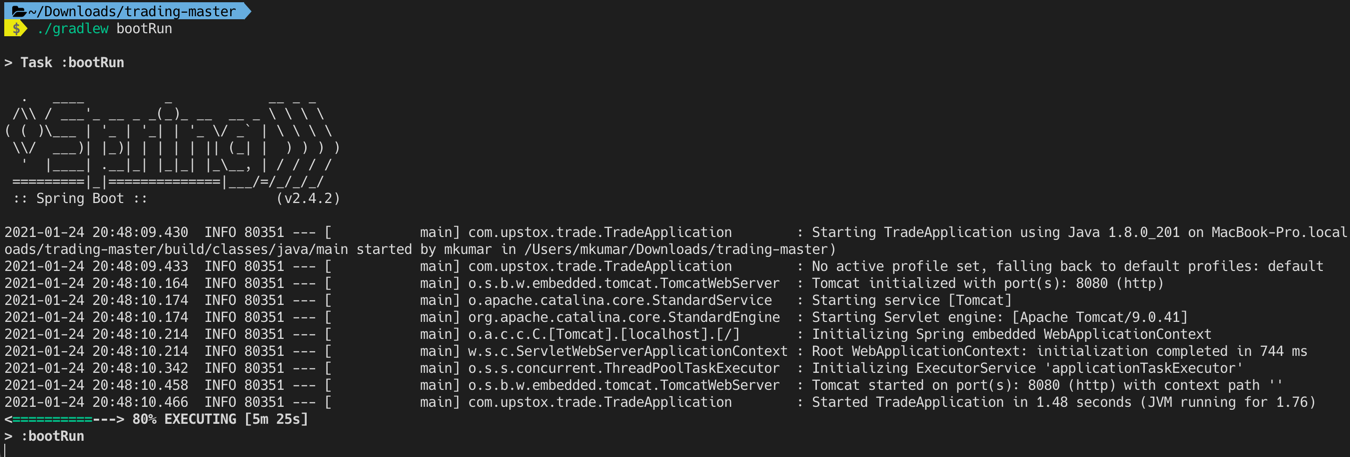 ~/Downloads/trading-master
$ ./gradlew bootRun
> Task :bootRun
  .   ____          _            __ _ _
 /\\ / ___'_ __ _ _(_)_ __  __ _ \ \ \ \
( ( )\___ | '_ | '_| | '_ \/ _` | \ \ \ \
 \\/  ___)| |_)| | | | | || (_| |  ) ) ) )
  '  |____| .__|_| |_|_| |_\__, | / / / /
 =========|_|==============|___/=/_/_/_/
 :: Spring Boot ::                (v2.4.2)
2021-01-24 20:48:09.430  INFO 80351 --- [           main] com.upstox.trade.TradeApplication        : Starting TradeApplication using Java 1.8.0_201 on MacBook-Pro.local
oads/trading-master/build/classes/java/main started by mkumar in /Users/mkumar/Downloads/trading-master)
2021-01-24 20:48:09.433  INFO 80351 --- [           main] com.upstox.trade.TradeApplication        : No active profile set, falling back to default profiles: default
2021-01-24 20:48:10.164  INFO 80351 --- [           main] o.s.b.w.embedded.tomcat.TomcatWebServer  : Tomcat initialized with port(s): 8080 (http)
2021-01-24 20:48:10.174  INFO 80351 --- [           main] o.apache.catalina.core.StandardService   : Starting service [Tomcat]
2021-01-24 20:48:10.174  INFO 80351 --- [           main] org.apache.catalina.core.StandardEngine  : Starting Servlet engine: [Apache Tomcat/9.0.41]
2021-01-24 20:48:10.214  INFO 80351 --- [           main] o.a.c.c.C.[Tomcat].[localhost].[/]       : Initializing Spring embedded WebApplicationContext
2021-01-24 20:48:10.214  INFO 80351 --- [           main] w.s.c.ServletWebServerApplicationContext : Root WebApplicationContext: initialization completed in 744 ms
2021-01-24 20:48:10.342  INFO 80351 --- [           main] o.s.s.concurrent.ThreadPoolTaskExecutor  : Initializing ExecutorService 'applicationTaskExecutor'
2021-01-24 20:48:10.458  INFO 80351 --- [           main] o.s.b.w.embedded.tomcat.TomcatWebServer  : Tomcat started on port(s): 8080 (http) with context path ''
2021-01-24 20:48:10.466  INFO 80351 --- [           main] com.upstox.trade.TradeApplication        : Started TradeApplication in 1.48 seconds (JVM running for 1.76)
<==========---> 80% EXECUTING [5m 25s]
> :bootRun